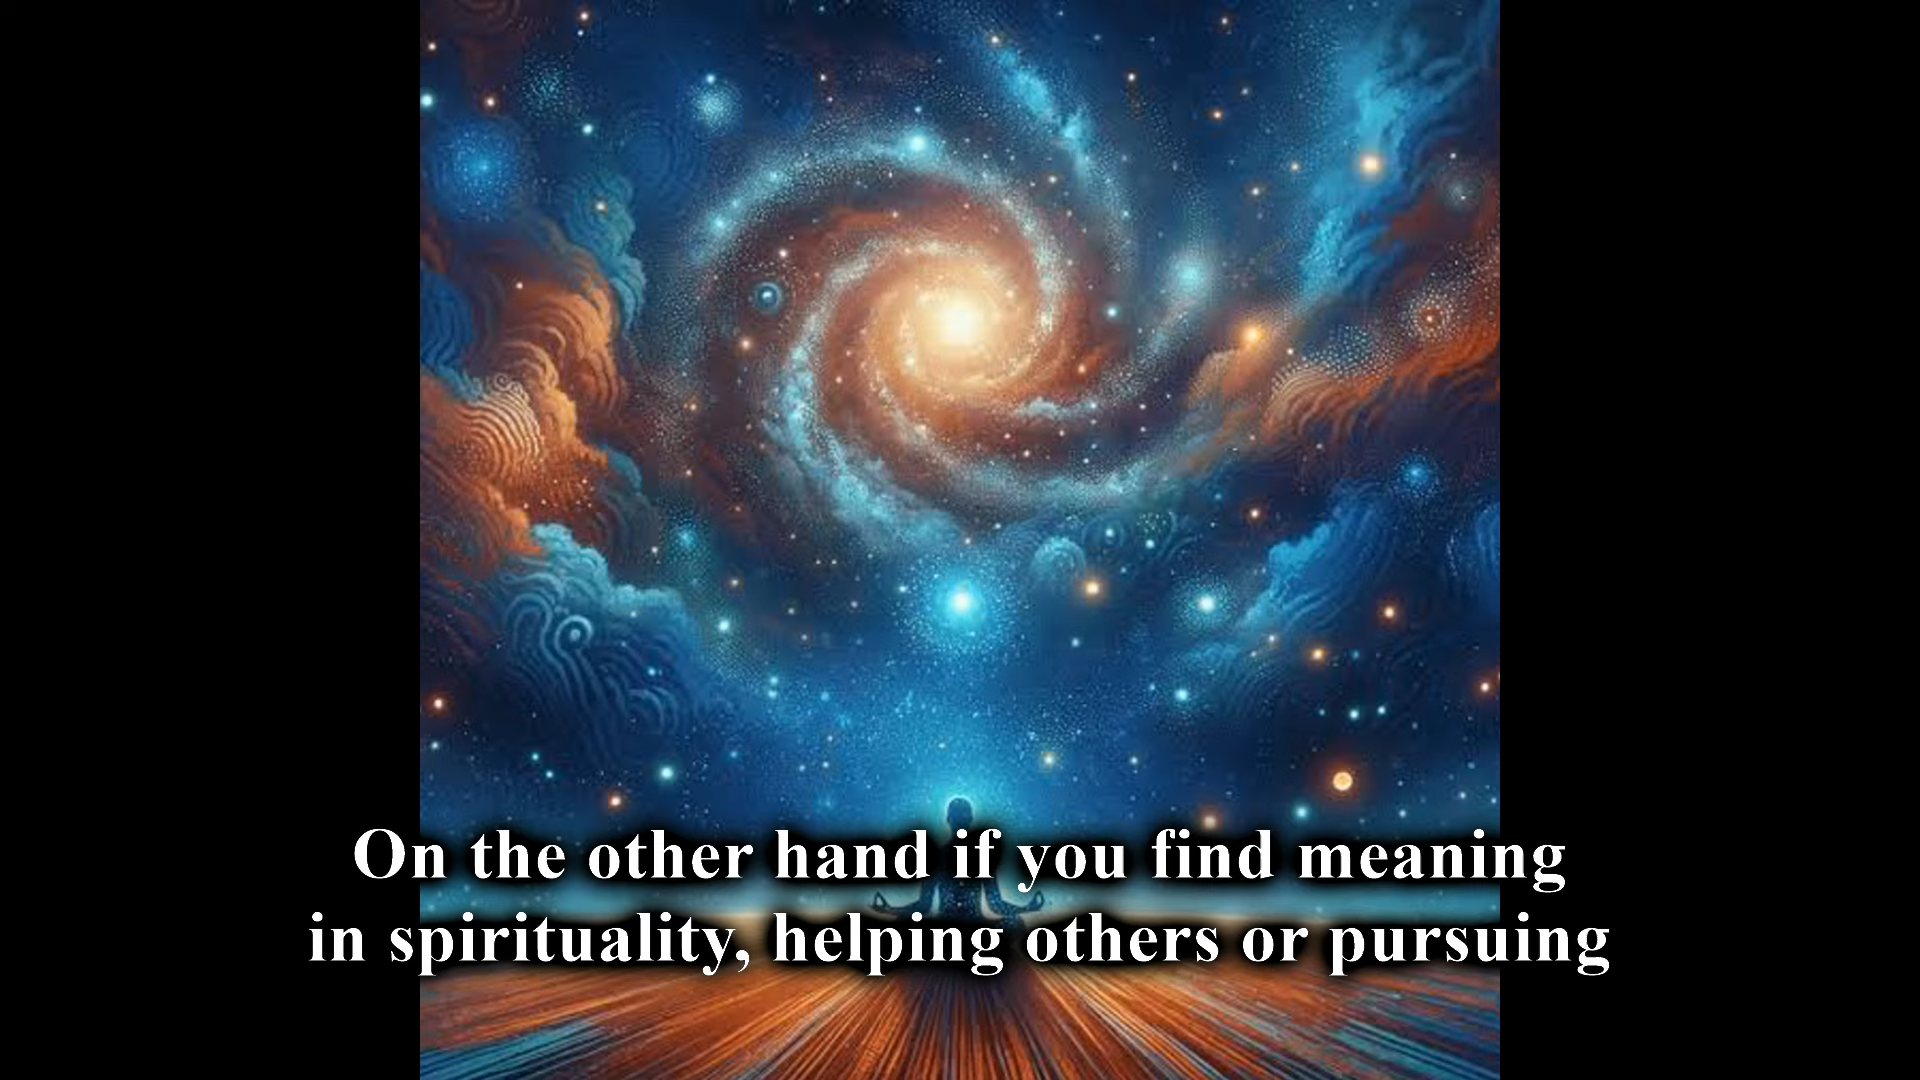 On the other hand if you find meaning
in spirituality, helping others or pursuing